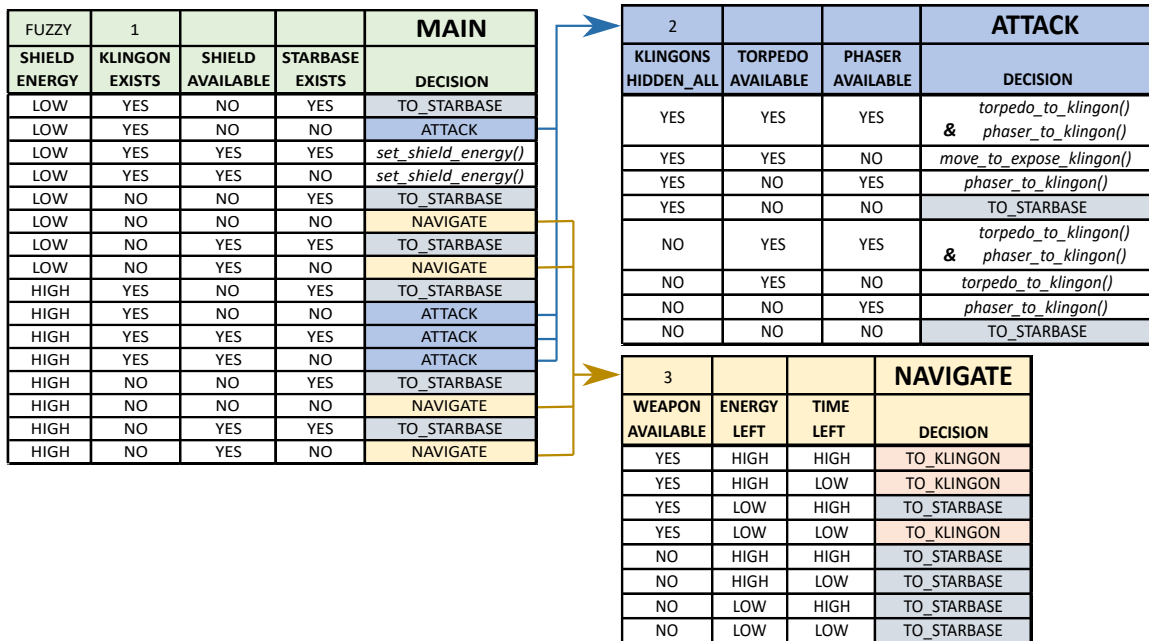 FUZZY 1 MAIN
SHIELD ENERGY KLINGON EXISTS SHIELD AVAILABLE STARBASE EXISTS DECISION
LOW YES NO YES TO_STARBASE
LOW YES NO NO ATTACK
LOW YES YES YES set_shield_energy()
LOW YES YES NO set_shield_energy()
LOW NO NO YES TO_STARBASE
LOW NO NO NO NAVIGATE
LOW NO YES YES TO_STARBASE
LOW NO YES NO NAVIGATE
HIGH YES NO YES TO_STARBASE
HIGH YES NO NO ATTACK
HIGH YES YES YES ATTACK
HIGH YES YES NO ATTACK
HIGH NO NO YES TO_STARBASE
HIGH NO NO NO NAVIGATE
HIGH NO YES YES TO_STARBASE
HIGH NO YES NO NAVIGATE
2 ATTACK
KLINGONS HIDDEN_ALL TORPEDO AVAILABLE PHASER AVAILABLE DECISION
YES YES YES torpedo_to_klingon()
& phaser_to_klingon()
YES YES NO move_to_expose_klingon()
YES NO YES phaser_to_klingon()
YES NO NO TO_STARBASE
NO YES YES torpedo_to_klingon()
& phaser_to_klingon()
NO YES NO torpedo_to_klingon()
NO NO YES phaser_to_klingon()
NO NO NO TO_STARBASE
3 NAVIGATE
WEAPON AVAILABLE ENERGY LEFT TIME LEFT DECISION
YES HIGH HIGH TO_KLINGON
YES HIGH LOW TO_KLINGON
YES LOW HIGH TO_STARBASE
YES LOW LOW TO_KLINGON
NO HIGH HIGH TO_STARBASE
NO HIGH LOW TO_STARBASE
NO LOW HIGH TO_STARBASE
NO LOW LOW TO_STARBASE